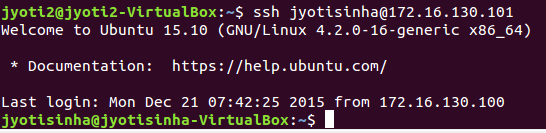 jyoti2@jyoti2-VirtualBox:~$ ssh jyotisinha@172.16.130.101
Welcome to Ubuntu 15.10 (GNU/Linux 4.2.0-16-generic x86_64)
* Documentation:  https://help.ubuntu.com/
Last login: Mon Dec 21 07:42:25 2015 from 172.16.130.100
jyotisinha@jyotisinha-VirtualBox:~$